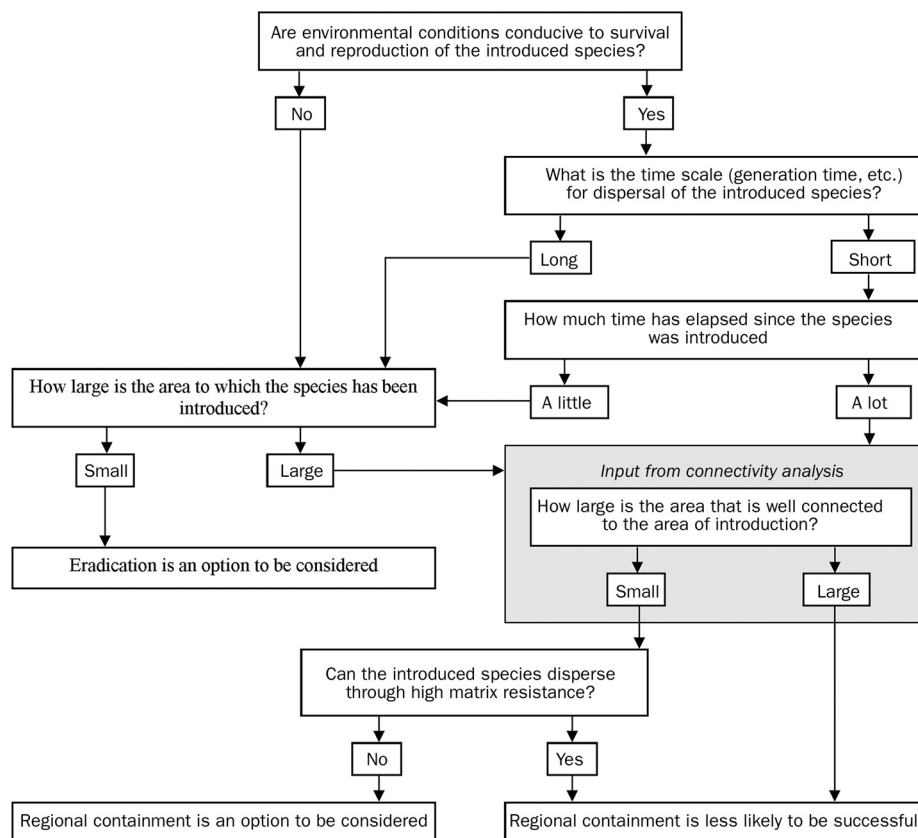 Are environmental conditions conducive to survival
and reproduction of the introduced species?
No
Yes
What is the time scale (generation time, etc.)
for dispersal of the introduced species?
Long
Short
How much time has elapsed since the species
was introduced
How large is the area to which the species has been
introduced?
A little
A lot
Small
Large
Input from connectivity analysis
How large is the area that is well connected
to the area of introduction?
Eradication is an option to be considered
Small
Large
Can the introduced species disperse
through high matrix resistance?
No
Yes
Regional containment is an option to be considered
Regional containment is less likely to be successful